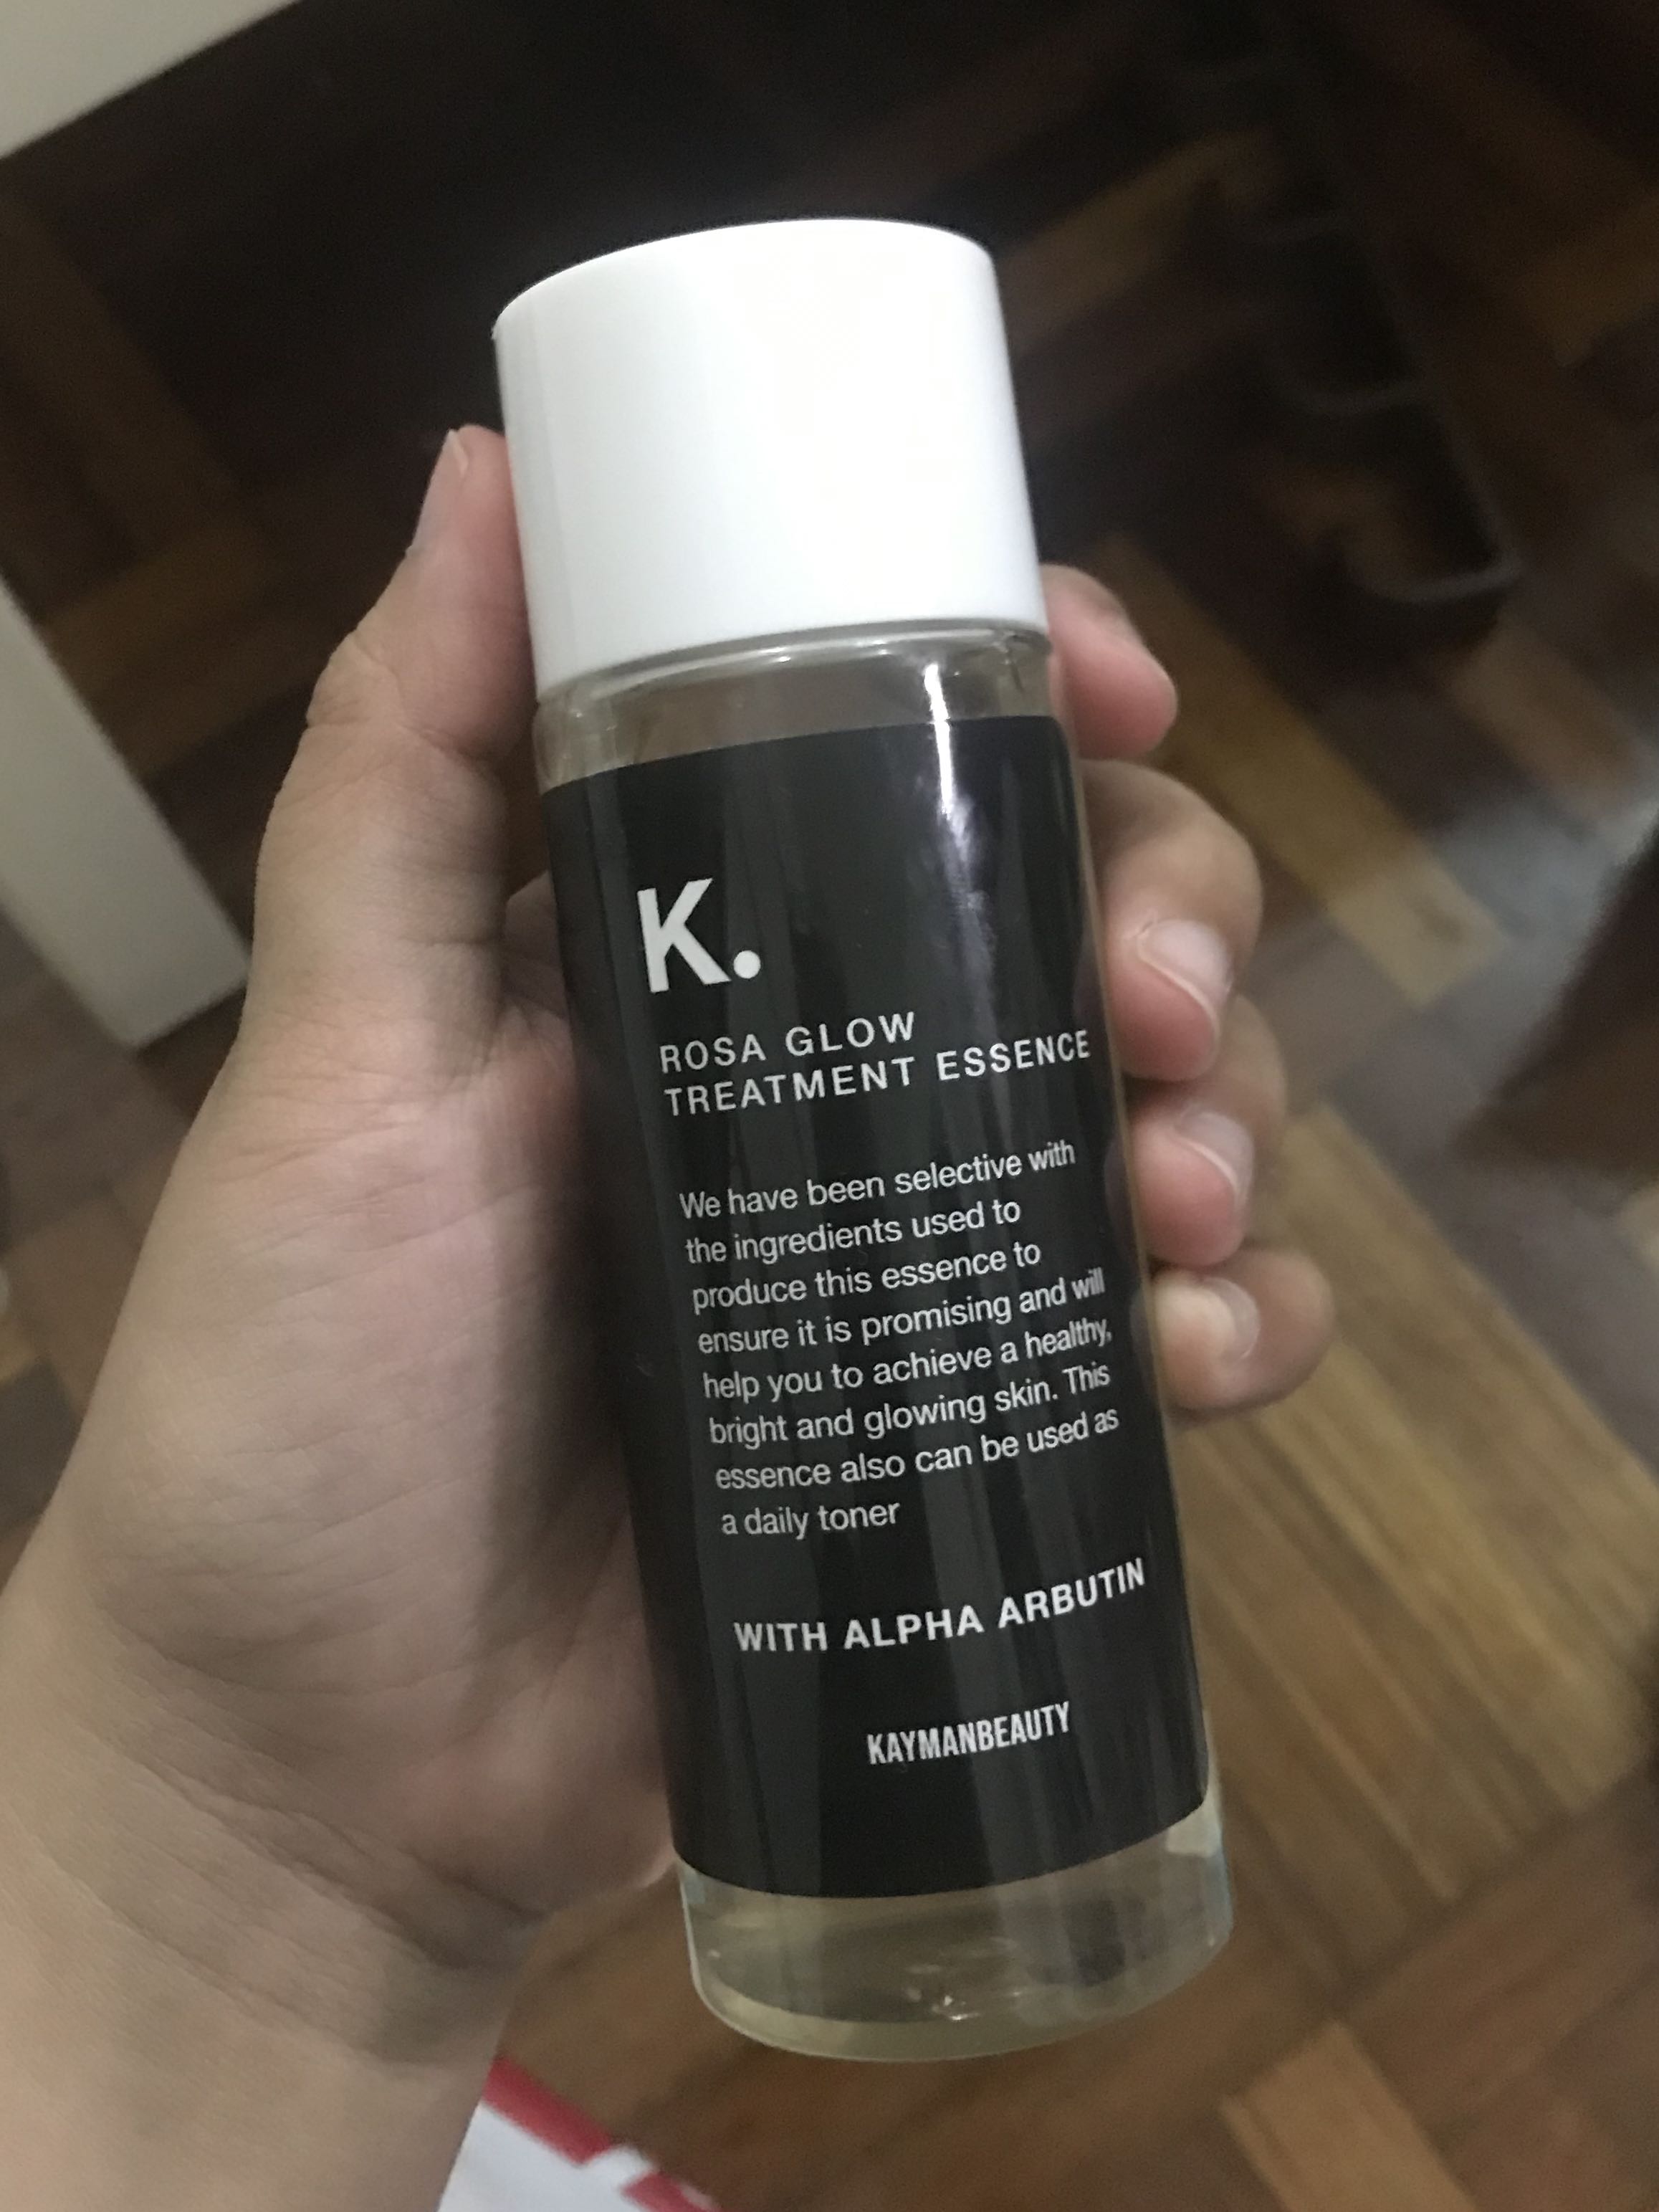 K.
ROSA GLOW
TREATMENT ESSENCE
We have been selective with
the ingredients used to
produce this essence to
ensure it is promising and will
help you to achieve a healthy,
bright and glowing skin. This
essence also can be used as
a daily toner
WITH ALPHA ARBUTIN
KAYMANBEAUTY